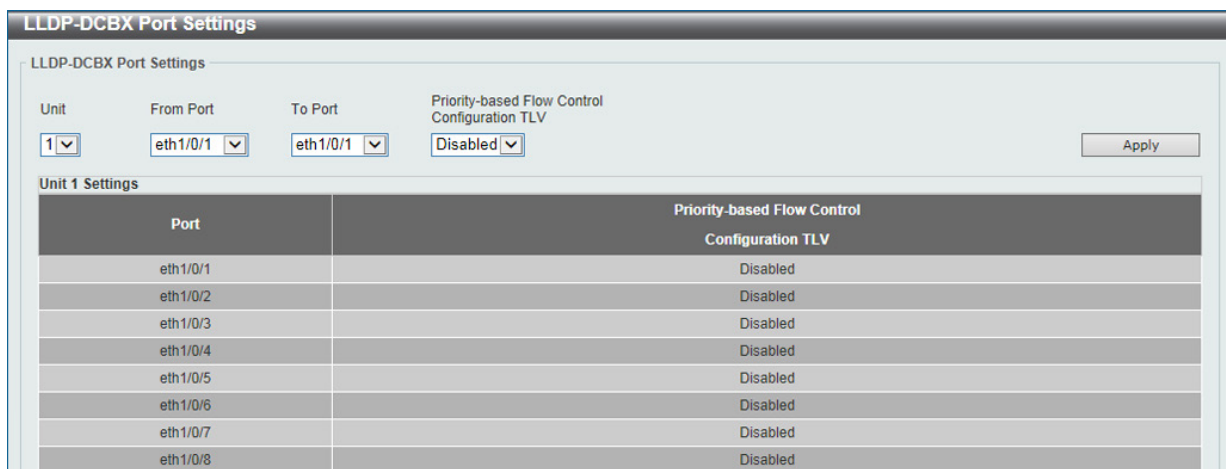 LLDP-DCBX Port Settings
LLDP-DCBX Port Settings
Unit
From Port
To Port
Priority-based Flow Control
Configuration TLV
1
eth1/0/1
eth1/0/1
Disabled
Apply
Unit 1 Settings
Port
Priority-based Flow Control
Configuration TLV
eth1/0/1 Disabled
eth1/0/2 Disabled
eth1/0/3 Disabled
eth1/0/4 Disabled
eth1/0/5 Disabled
eth1/0/6 Disabled
eth1/0/7 Disabled
eth1/0/8 Disabled